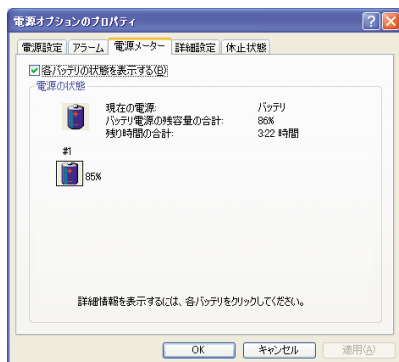 電源オプションのプロパティ
電源設定 アラーム 電源メーター 詳細設定 休止状態
各バッテリの状態を表示する(B)
電源の状態
現在の電源: バッテリ
バッテリ電源の残容量の合計: 86%
残り時間の合計: 3:22 時間
#1
85%
詳細情報を表示するには、各バッテリをクリックしてください。
OK キャンセル 適用(A)